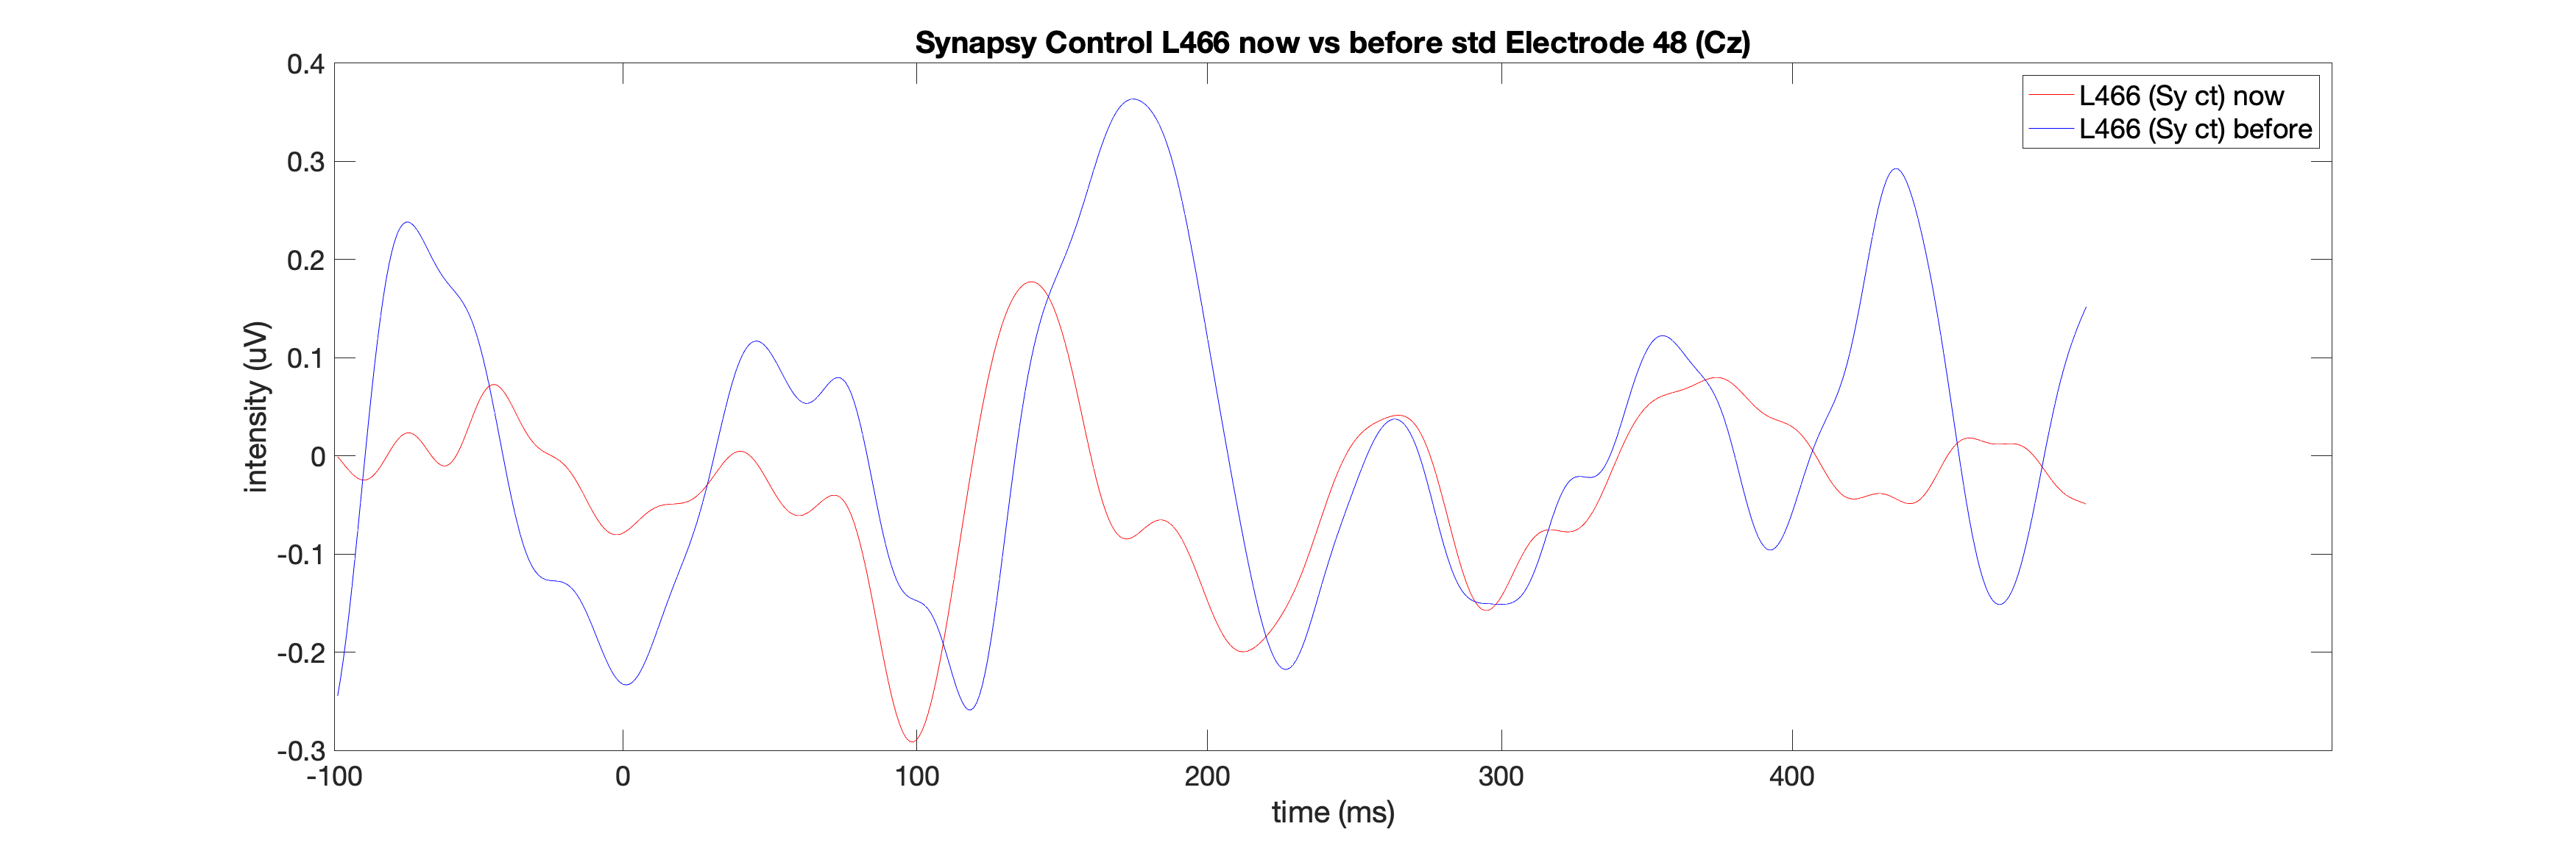 Synapsy Control L466 now vs before std Electrode 48 (Cz)
L466 (Sy ct) now
L466 (Sy ct) before
intensity (uV)
0.4
0.3
0.2
0.1
0
-0.1
-0.2
-0.3
-100 0 100 200 300 400
time (ms)